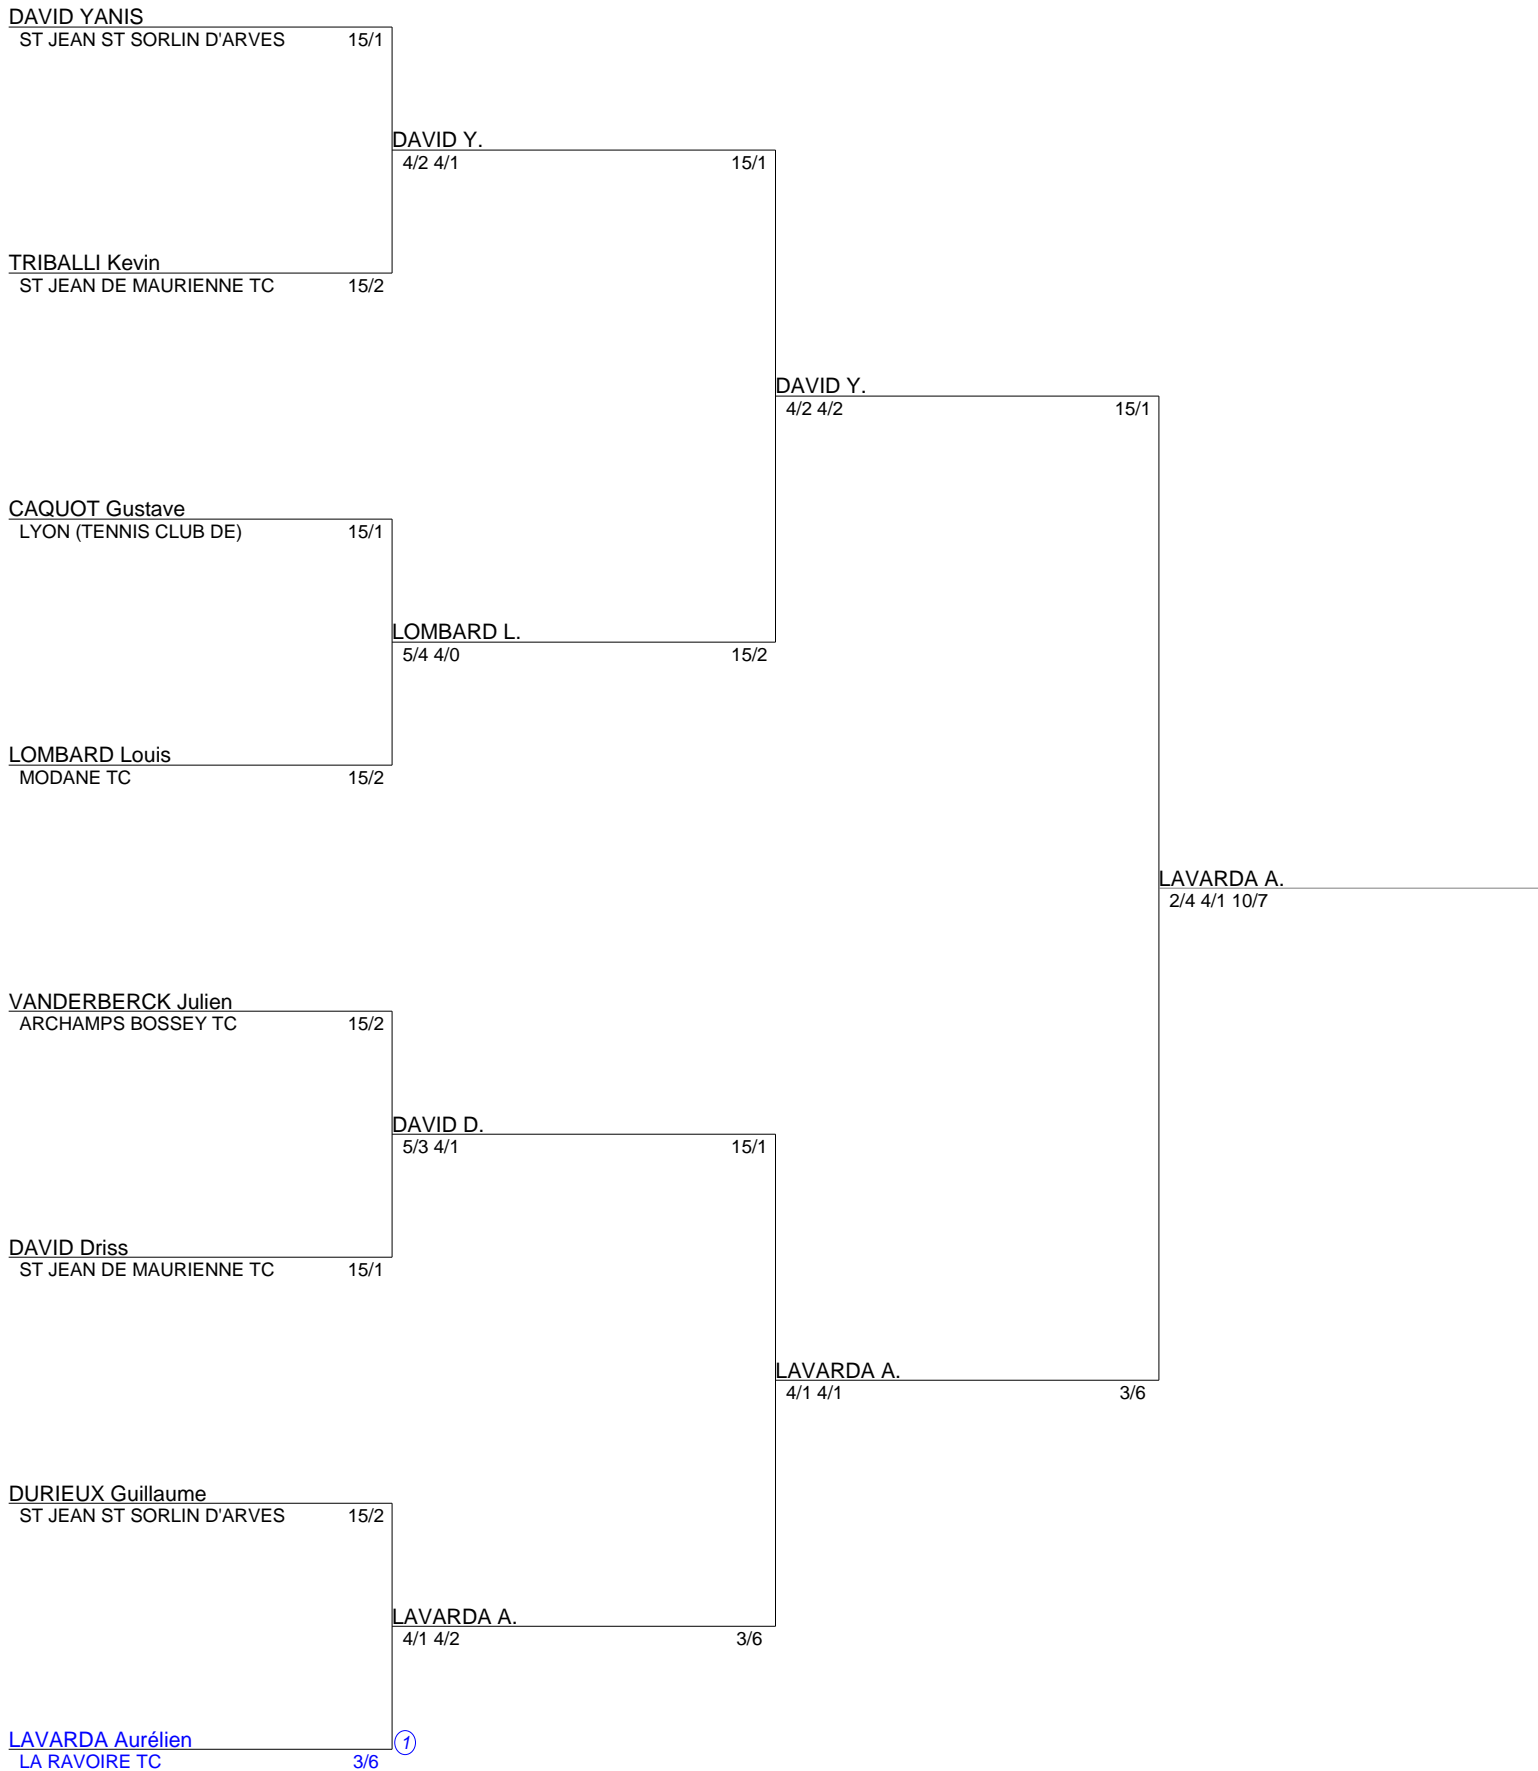 DAVID YANIS
ST JEAN ST SORLIN D'ARVES 15/1
DAVID Y.
4/2 4/1 15/1
TRIBALLI Kevin
ST JEAN DE MAURIENNE TC 15/2
DAVID Y.
4/2 4/2 15/1
CAQUOT Gustave
LYON (TENNIS CLUB DE) 15/1
LOMBARD L.
5/4 4/0 15/2
LOMBARD Louis
MODANE TC 15/2
LAVARDA A.
2/4 4/1 10/7
VANDERBERCK Julien
ARCHAMPS BOSSEY TC 15/2
DAVID D.
5/3 4/1 15/1
DAVID Driss
ST JEAN DE MAURIENNE TC 15/1
LAVARDA A.
4/1 4/1 3/6
DURIEUX Guillaume
ST JEAN ST SORLIN D'ARVES 15/2
LAVARDA A.
4/1 4/2 3/6
LAVARDA Aurélien 1
LA RAVOIRE TC 3/6